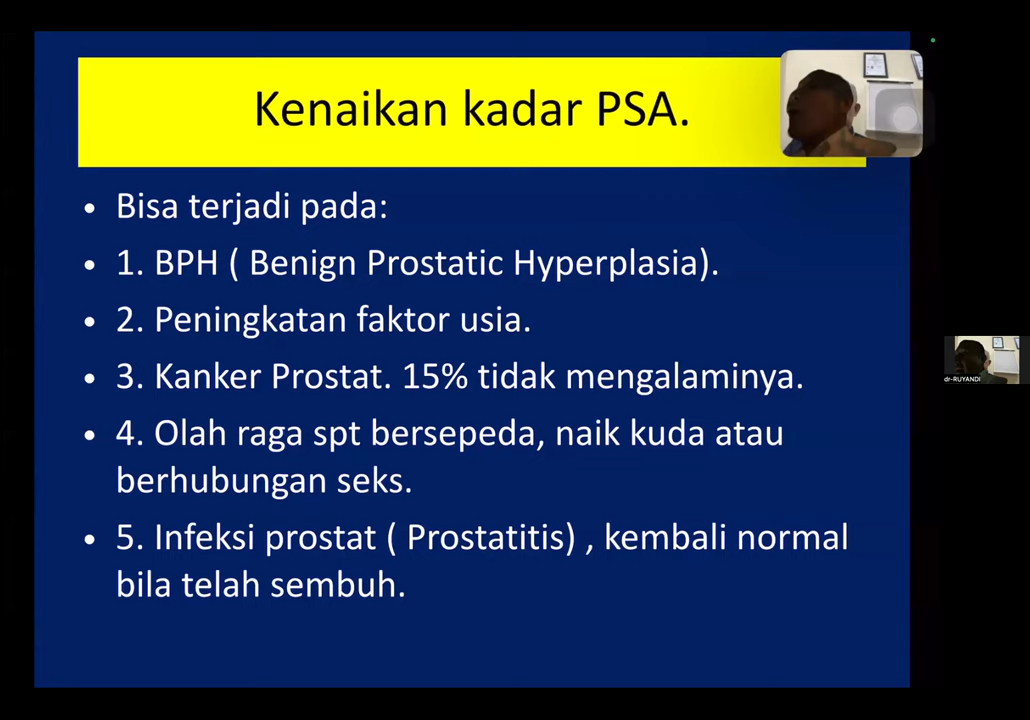 Kenaikan kadar PSA.
• Bisa terjadi pada:
• 1. BPH ( Benign Prostatic Hyperplasia).
• 2. Peningkatan faktor usia.
• 3. Kanker Prostat. 15% tidak mengalaminya.
• 4. Olah raga spt bersepeda, naik kuda atau
berhubungan seks.
• 5. Infeksi prostat ( Prostatitis) , kembali normal
bila telah sembuh.
dr-RUYANDI